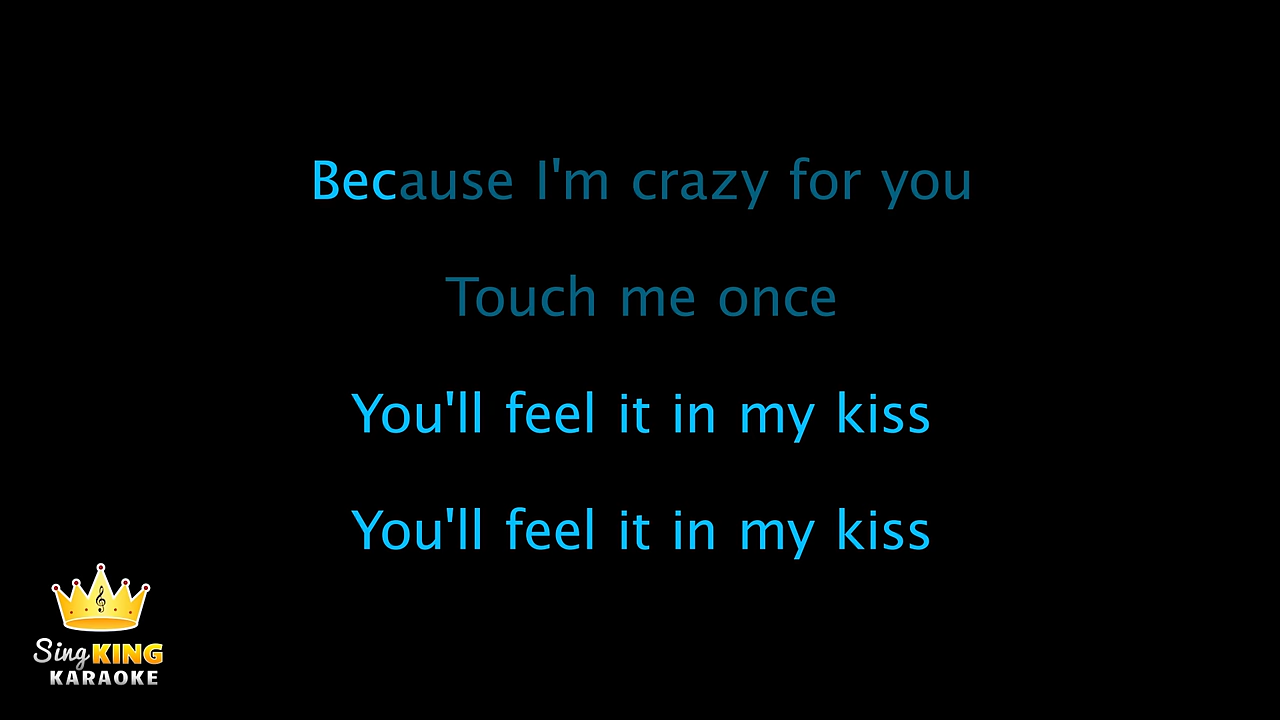 Because I'm crazy for you
Touch me once
You'll feel it in my kiss
You'll feel it in my kiss
Sing KING
KARAOKE